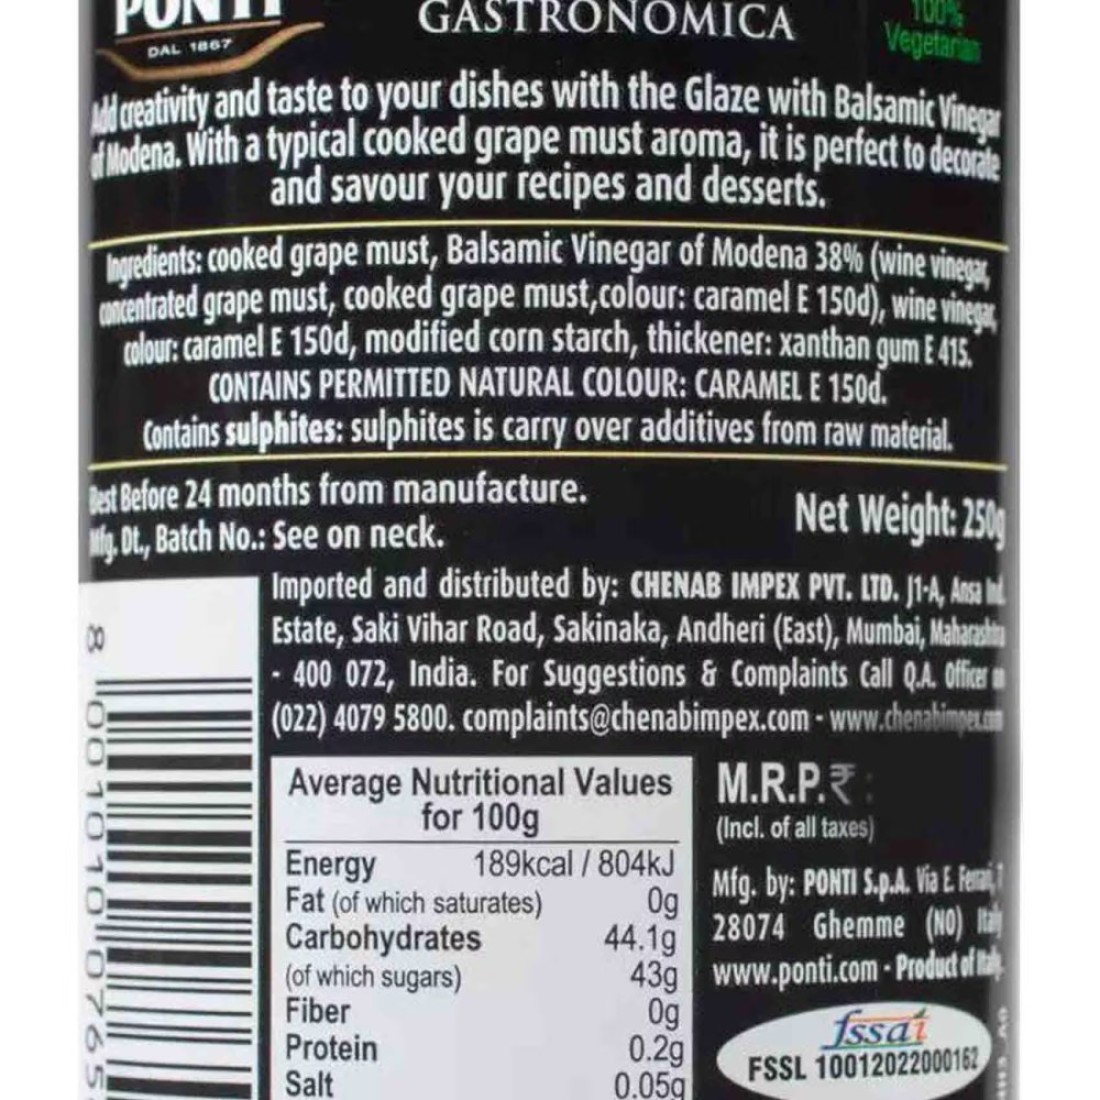 PONTI
DAL 1867
GASTRONOMICA
100%
Vegetarian
Add creativity and taste to your dishes with the Glaze with Balsamic Vinegar
of Modena. With a typical cooked grape must aroma, it is perfect to decorate
and savour your recipes and desserts.
Ingredients: cooked grape must, Balsamic Vinegar of Modena 38% (wine vinegar,
concentrated grape must, cooked grape must,colour: caramel E 150d), wine vinegar,
colour: caramel E 150d, modified corn starch, thickener: xanthan gum E 415.
CONTAINS PERMITTED NATURAL COLOUR: CARAMEL E 150d.
Contains sulphites: sulphites is carry over additives from raw material.
Best Before 24 months from manufacture.
Mfg. Dt., Batch No.: See on neck.
Net Weight: 250g
Imported and distributed by: CHENAB IMPEX PVT. LTD. J1-A, Ansa Ind.
Estate, Saki Vihar Road, Sakinaka, Andheri (East), Mumbai, Maharashtra
- 400 072, India. For Suggestions & Complaints Call Q.A. Officer on
(022) 4079 5800. complaints@chenabimpex.com - www.chenabimpex.com
8 001010 0765
Average Nutritional Values
for 100g
Energy 189kcal / 804kJ
Fat (of which saturates) 0g
Carbohydrates 44.1g
(of which sugars) 43g
Fiber 0g
Protein 0.2g
Salt 0.05g
M.R.P.₹ :
(Incl. of all taxes)
Mfg. by: PONTI S.p.A. Via E. Ferrari, 7
28074 Ghemme (NO) Italy
www.ponti.com - Product of Italy.
fssai
FSSL 10012022000162